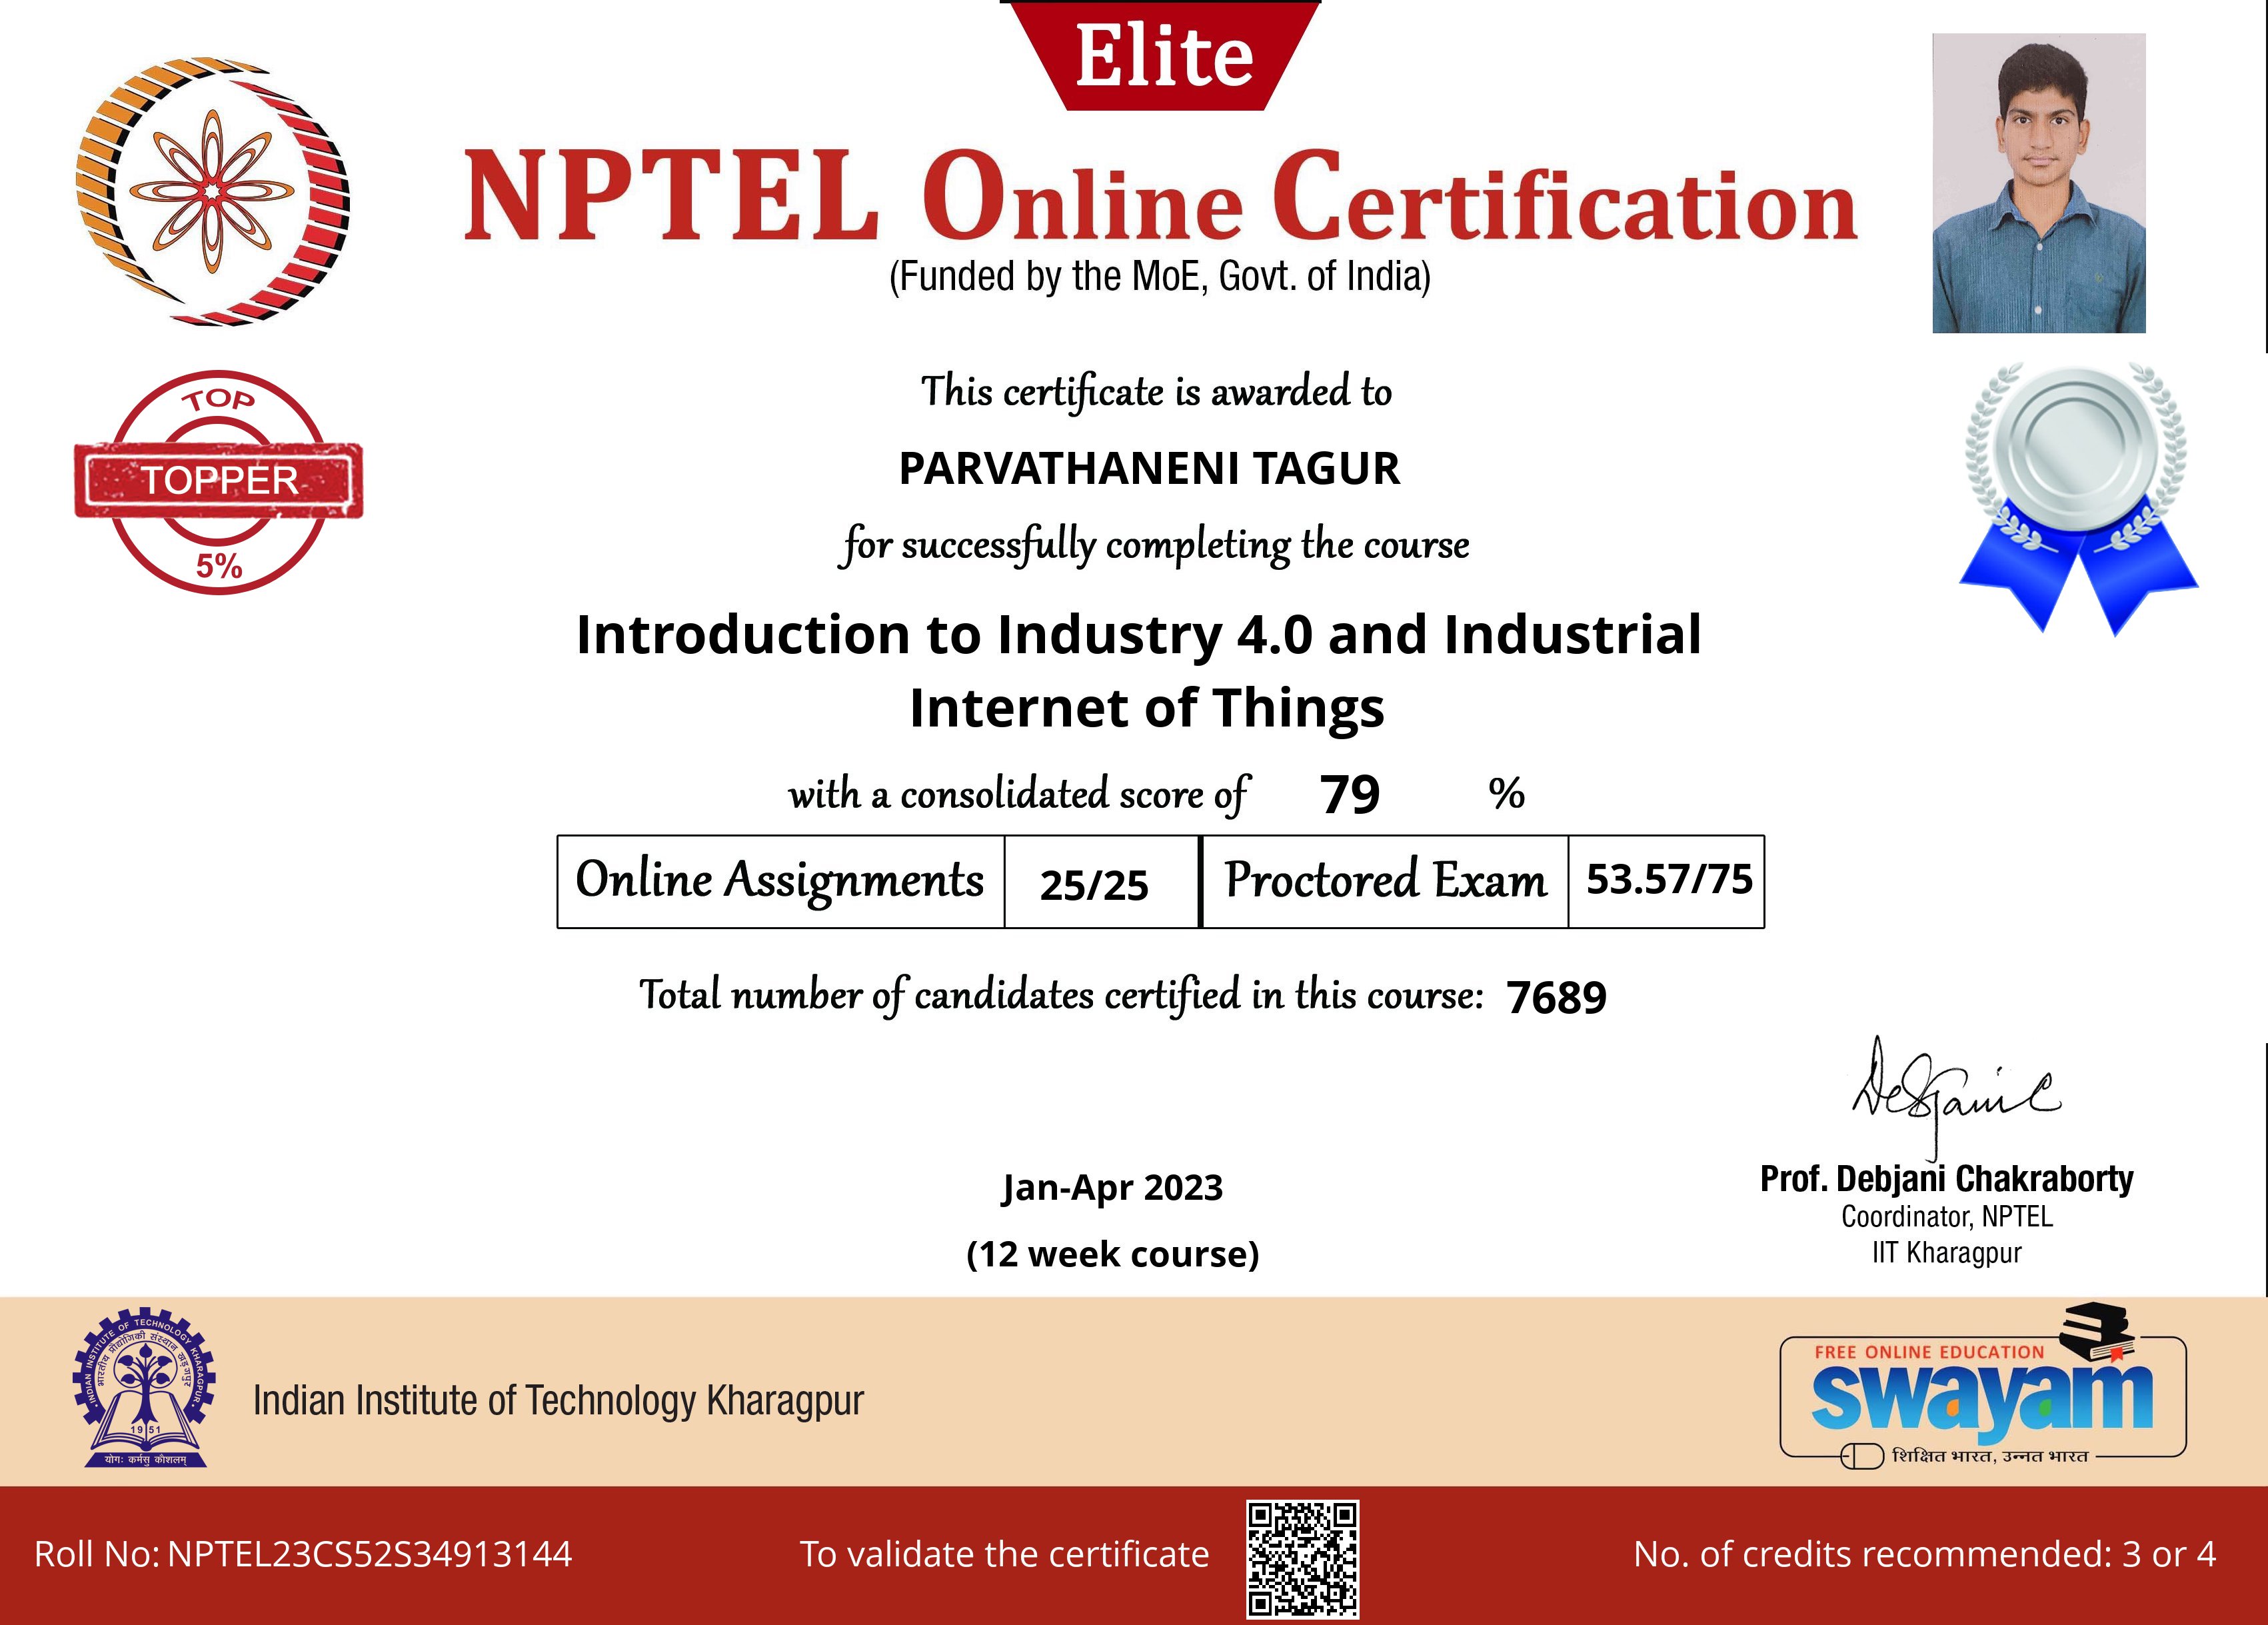 Elite
NPTEL Online Certification
(Funded by the MoE, Govt. of India)
TOP
TOPPER
5%
This certificate is awarded to
PARVATHANENI TAGUR
for successfully completing the course
Introduction to Industry 4.0 and Industrial
Internet of Things
with a consolidated score of 79 %
Online Assignments 25/25 Proctored Exam 53.57/75
Total number of candidates certified in this course: 7689
Debjani C
Prof. Debjani Chakraborty
Coordinator, NPTEL
IIT Kharagpur
Jan-Apr 2023
(12 week course)
INDIAN INSTITUTE OF TECHNOLOGY KHARAGPUR
भारतीय प्रौद्योगिकी संस्थान खड़गपुर
1951
योगः कर्मसु कौशलम्
Indian Institute of Technology Kharagpur
FREE ONLINE EDUCATION
swayam
शिक्षित भारत, उन्नत भारत
Roll No: NPTEL23CS52S34913144
To validate the certificate
No. of credits recommended: 3 or 4